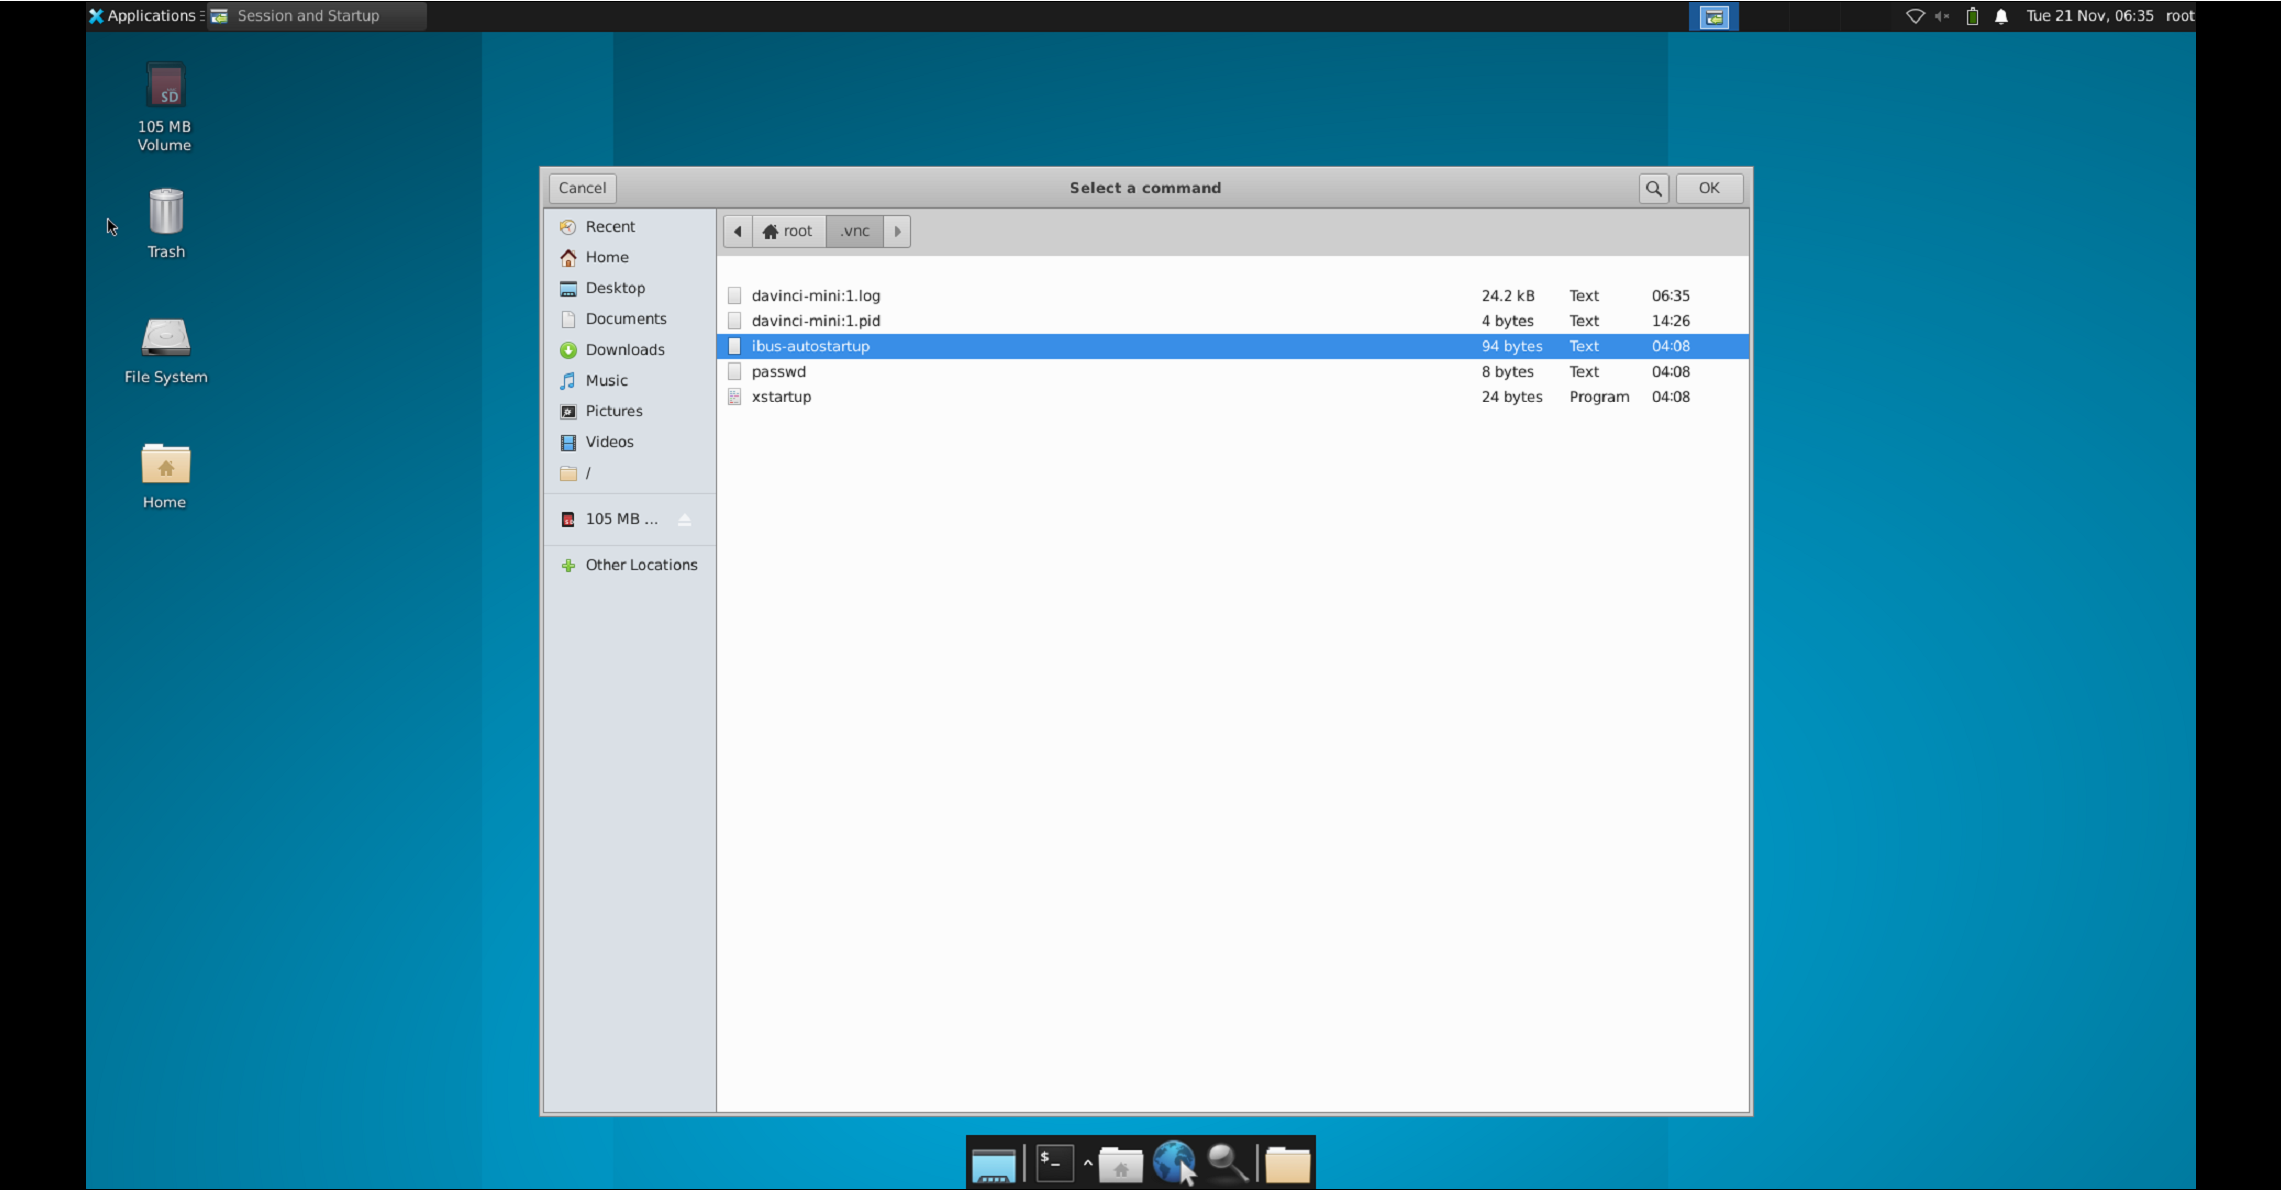 Applications
Session and Startup
Tue 21 Nov, 06:35 root
SD
105 MB
Volume
Trash
File System
Home
Cancel
Select a command
OK
Recent
Home
Desktop
Documents
Downloads
Music
Pictures
Videos
/
105 MB ...
Other Locations
root
.vnc
davinci-mini:1.log 24.2 kB Text 06:35
davinci-mini:1.pid 4 bytes Text 14:26
ibus-autostartup 94 bytes Text 04:08
passwd 8 bytes Text 04:08
xstartup 24 bytes Program 04:08
$_